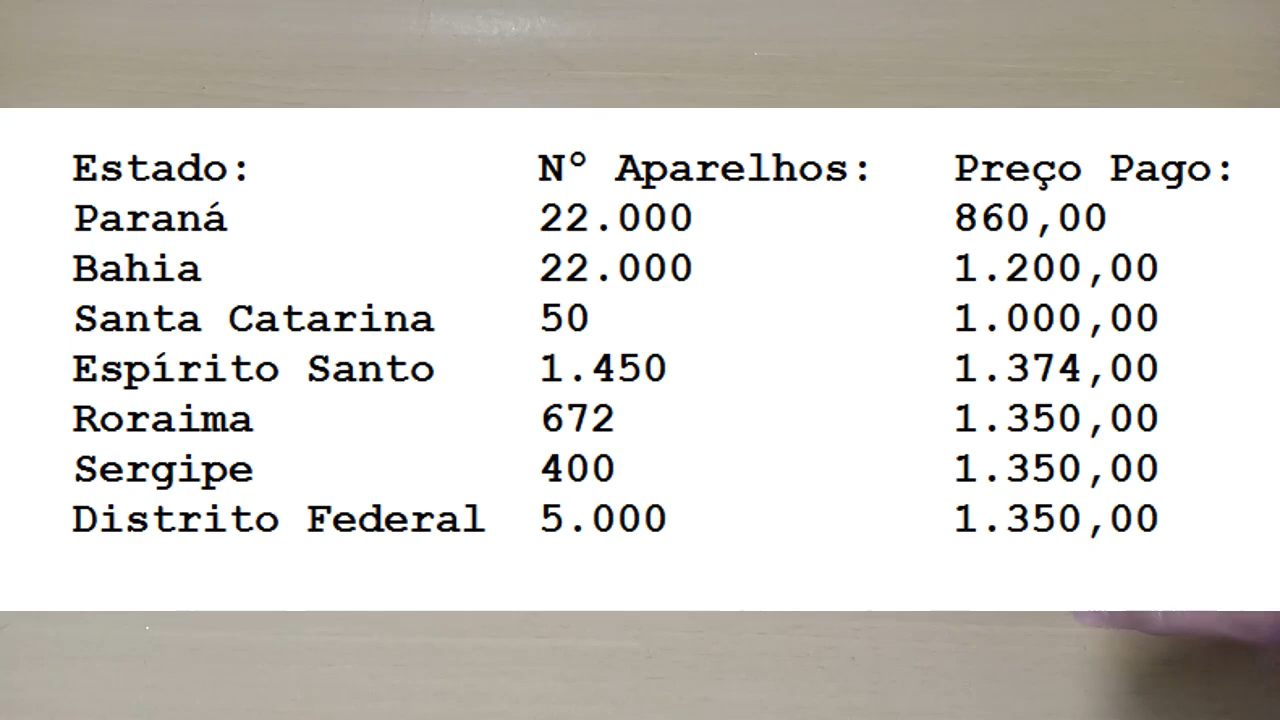 Estado: Nº Aparelhos: Preço Pago:
Paraná 22.000 860,00
Bahia 22.000 1.200,00
Santa Catarina 50 1.000,00
Espírito Santo 1.450 1.374,00
Roraima 672 1.350,00
Sergipe 400 1.350,00
Distrito Federal 5.000 1.350,00